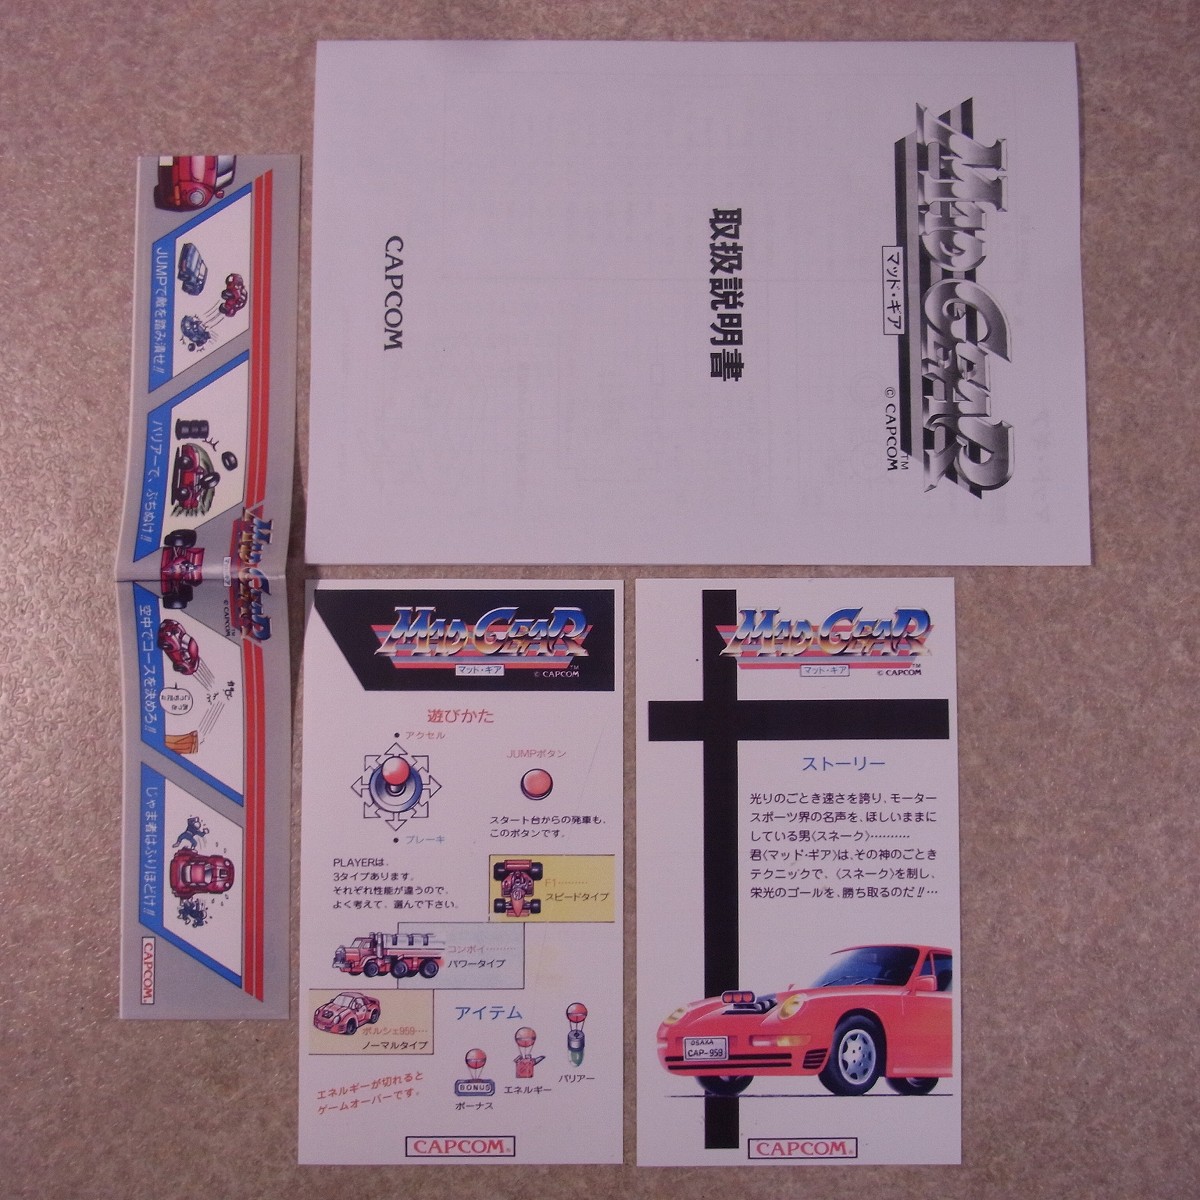 MAD GEAR
TM
マッド・ギア
© CAPCOM
取扱説明書
CAPCOM
JUMPで敵を踏み潰せ!!
バリアーで、ぶちぬけ!!
MAD GEAR
TM
マッド・ギア
© CAPCOM
空中でコースを決めろ!!
じゃま者はふりほどけ!!
CAPCOM
MAD GEAR
TM
マッド・ギア
© CAPCOM
遊びかた
● アクセル
● ブレーキ
JUMPボタン
スタート台からの発車も、
このボタンです。
PLAYERは、
3タイプあります。
それぞれ性能が違うので、
よく考えて、選んで下さい。
F1………
スピードタイプ
コンボイ………
パワータイプ
ポルシェ959……
ノーマルタイプ
アイテム
BONUS
ボーナス
エネルギー
バリアー
エネルギーが切れると
ゲームオーバーです。
CAPCOM®
MAD GEAR
TM
マッド・ギア
© CAPCOM
ストーリー
光りのごとき速さを誇り、モーター
スポーツ界の名声を、ほしいままに
している男〈スネーク〉…………
君〈マッド・ギア〉は、その神のごとき
テクニックで、〈スネーク〉を制し、
栄光のゴールを、勝ち取るのだ!!…
OSAKA
CAP-959
CAPCOM®